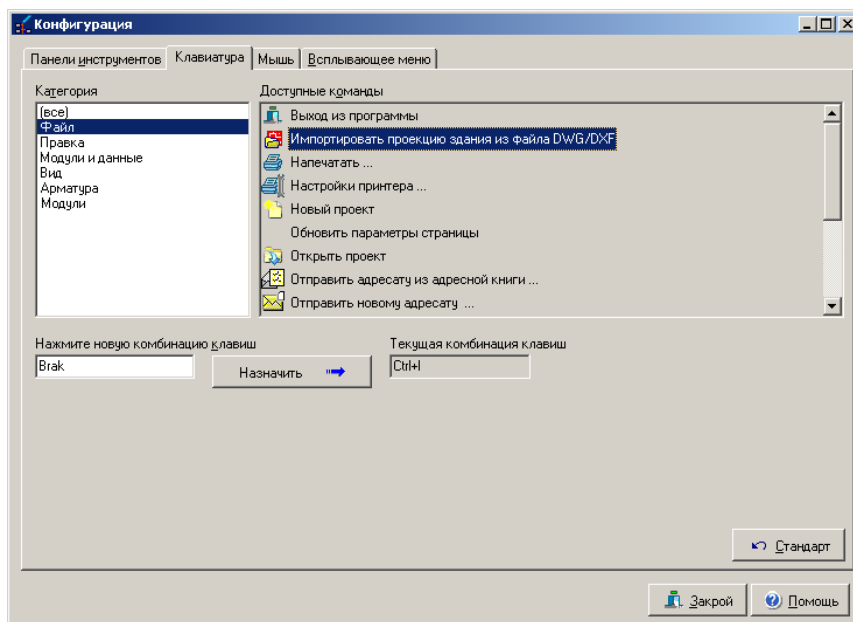 Конфигурация
Панели инструментов Клавиатура Мышь Всплывающее меню
Категория
(все)
Файл
Правка
Модули и данные
Вид
Арматура
Модули
Доступные команды
Выход из программы
Импортировать проекцию здания из файла DWG/DXF
Напечатать ...
Настройки принтера ...
Новый проект
Обновить параметры страницы
Открыть проект
Отправить адресату из адресной книги ...
Отправить новому адресату ...
Нажмите новую комбинацию клавиш
Brak
Назначить
Текущая комбинация клавиш
Ctrl+I
Стандарт
Закрой Помощь